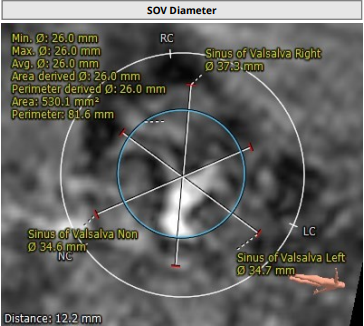 SOV Diameter
Min. Ø: 26.0 mm
Max. Ø: 26.0 mm
Avg. Ø: 26.0 mm
Area derived Ø: 26.0 mm
Perimeter derived Ø: 26.0 mm
Area: 530.1 mm²
Perimeter: 81.6 mm
RC
Sinus of Valsalva Right
Ø 37.3 mm
Sinus of Valsalva Non
Ø 34.6 mm
NC
LC
Sinus of Valsalva Left
Ø 34.7 mm
Distance: 12.2 mm